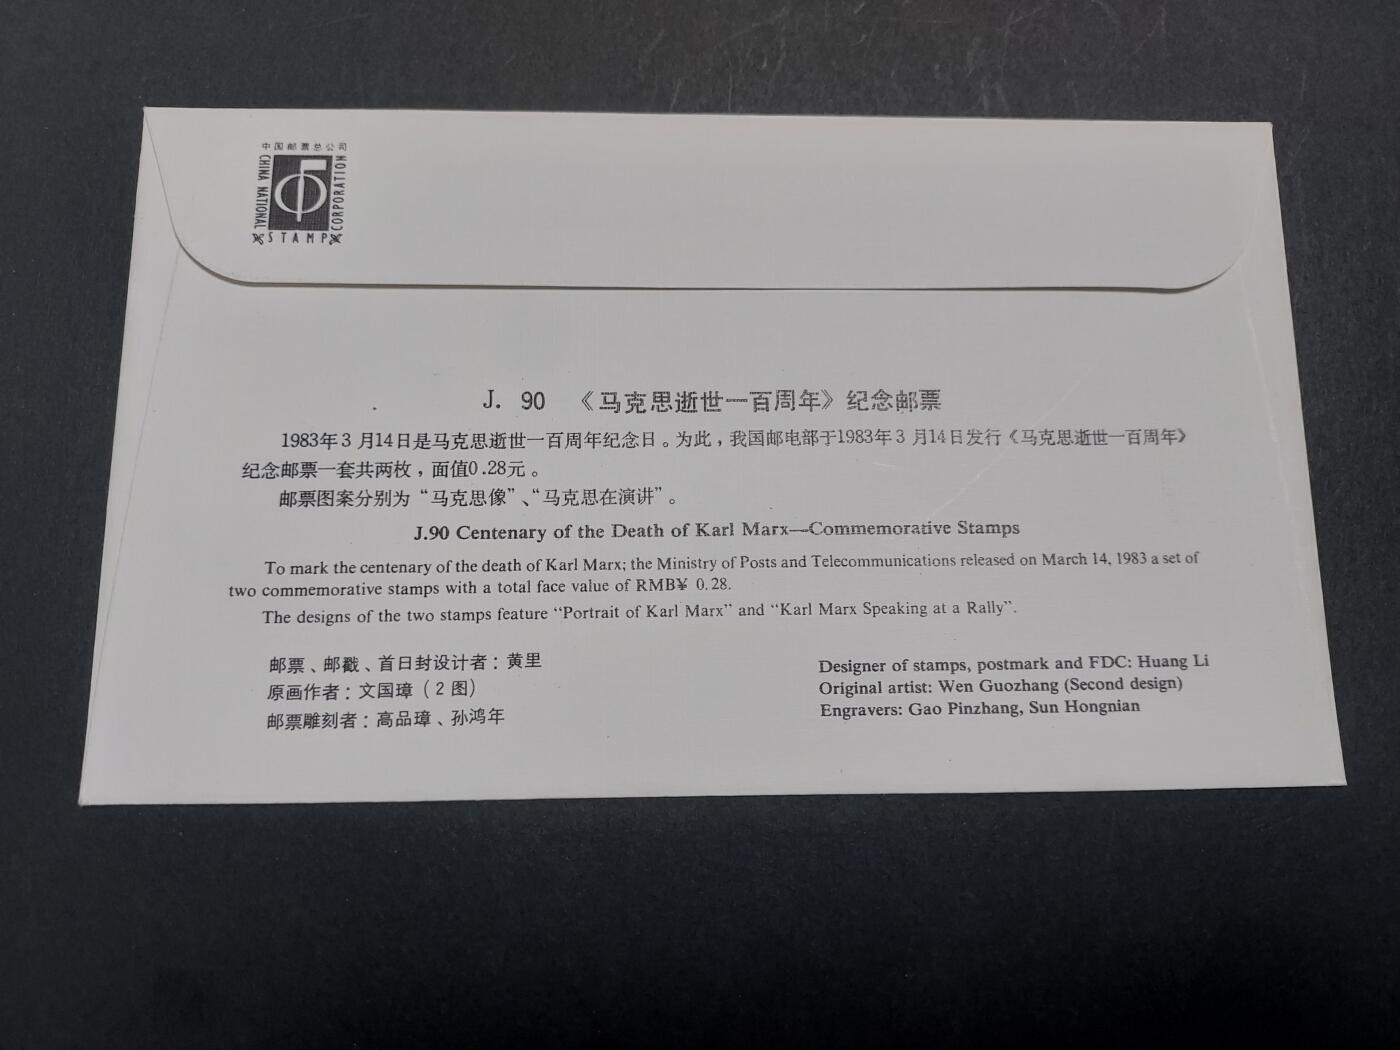 中国邮票总公司
CHINA NATIONAL
STAMP
CORPORATION
J. 90 《马克思逝世一百周年》纪念邮票
1983年3月14日是马克思逝世一百周年纪念日。为此，我国邮电部于1983年3月14日发行《马克思逝世一百周年》
纪念邮票一套共两枚，面值0.28元。
邮票图案分别为“马克思像”、“马克思在演讲”。
J.90 Centenary of the Death of Karl Marx—Commemorative Stamps
To mark the centenary of the death of Karl Marx; the Ministry of Posts and Telecommunications released on March 14, 1983 a set of
two commemorative stamps with a total face value of RMB¥ 0.28.
The designs of the two stamps feature “Portrait of Karl Marx” and “Karl Marx Speaking at a Rally”.
邮票、邮戳、首日封设计者：黄里
原画作者：文国璋（2图）
邮票雕刻者：高品璋、孙鸿年
Designer of stamps, postmark and FDC: Huang Li
Original artist: Wen Guozhang (Second design)
Engravers: Gao Pinzhang, Sun Hongnian